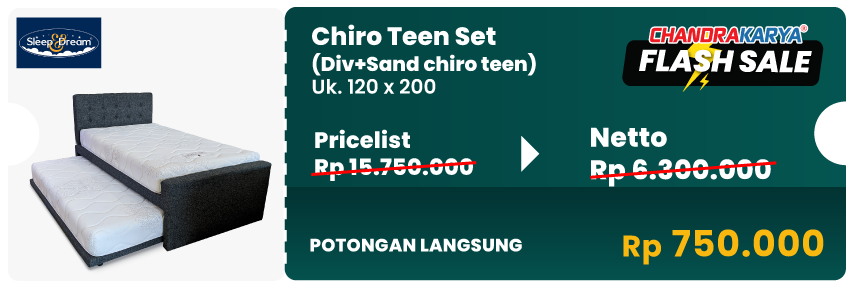 Sleep&Dream
Chiro Teen Set
(Div+Sand chiro teen)
Uk. 120 x 200
CHANDRAKARYA®
FLASH SALE
Pricelist
Rp 15.750.000
Netto
Rp 6.300.000
POTONGAN LANGSUNG
Rp 750.000